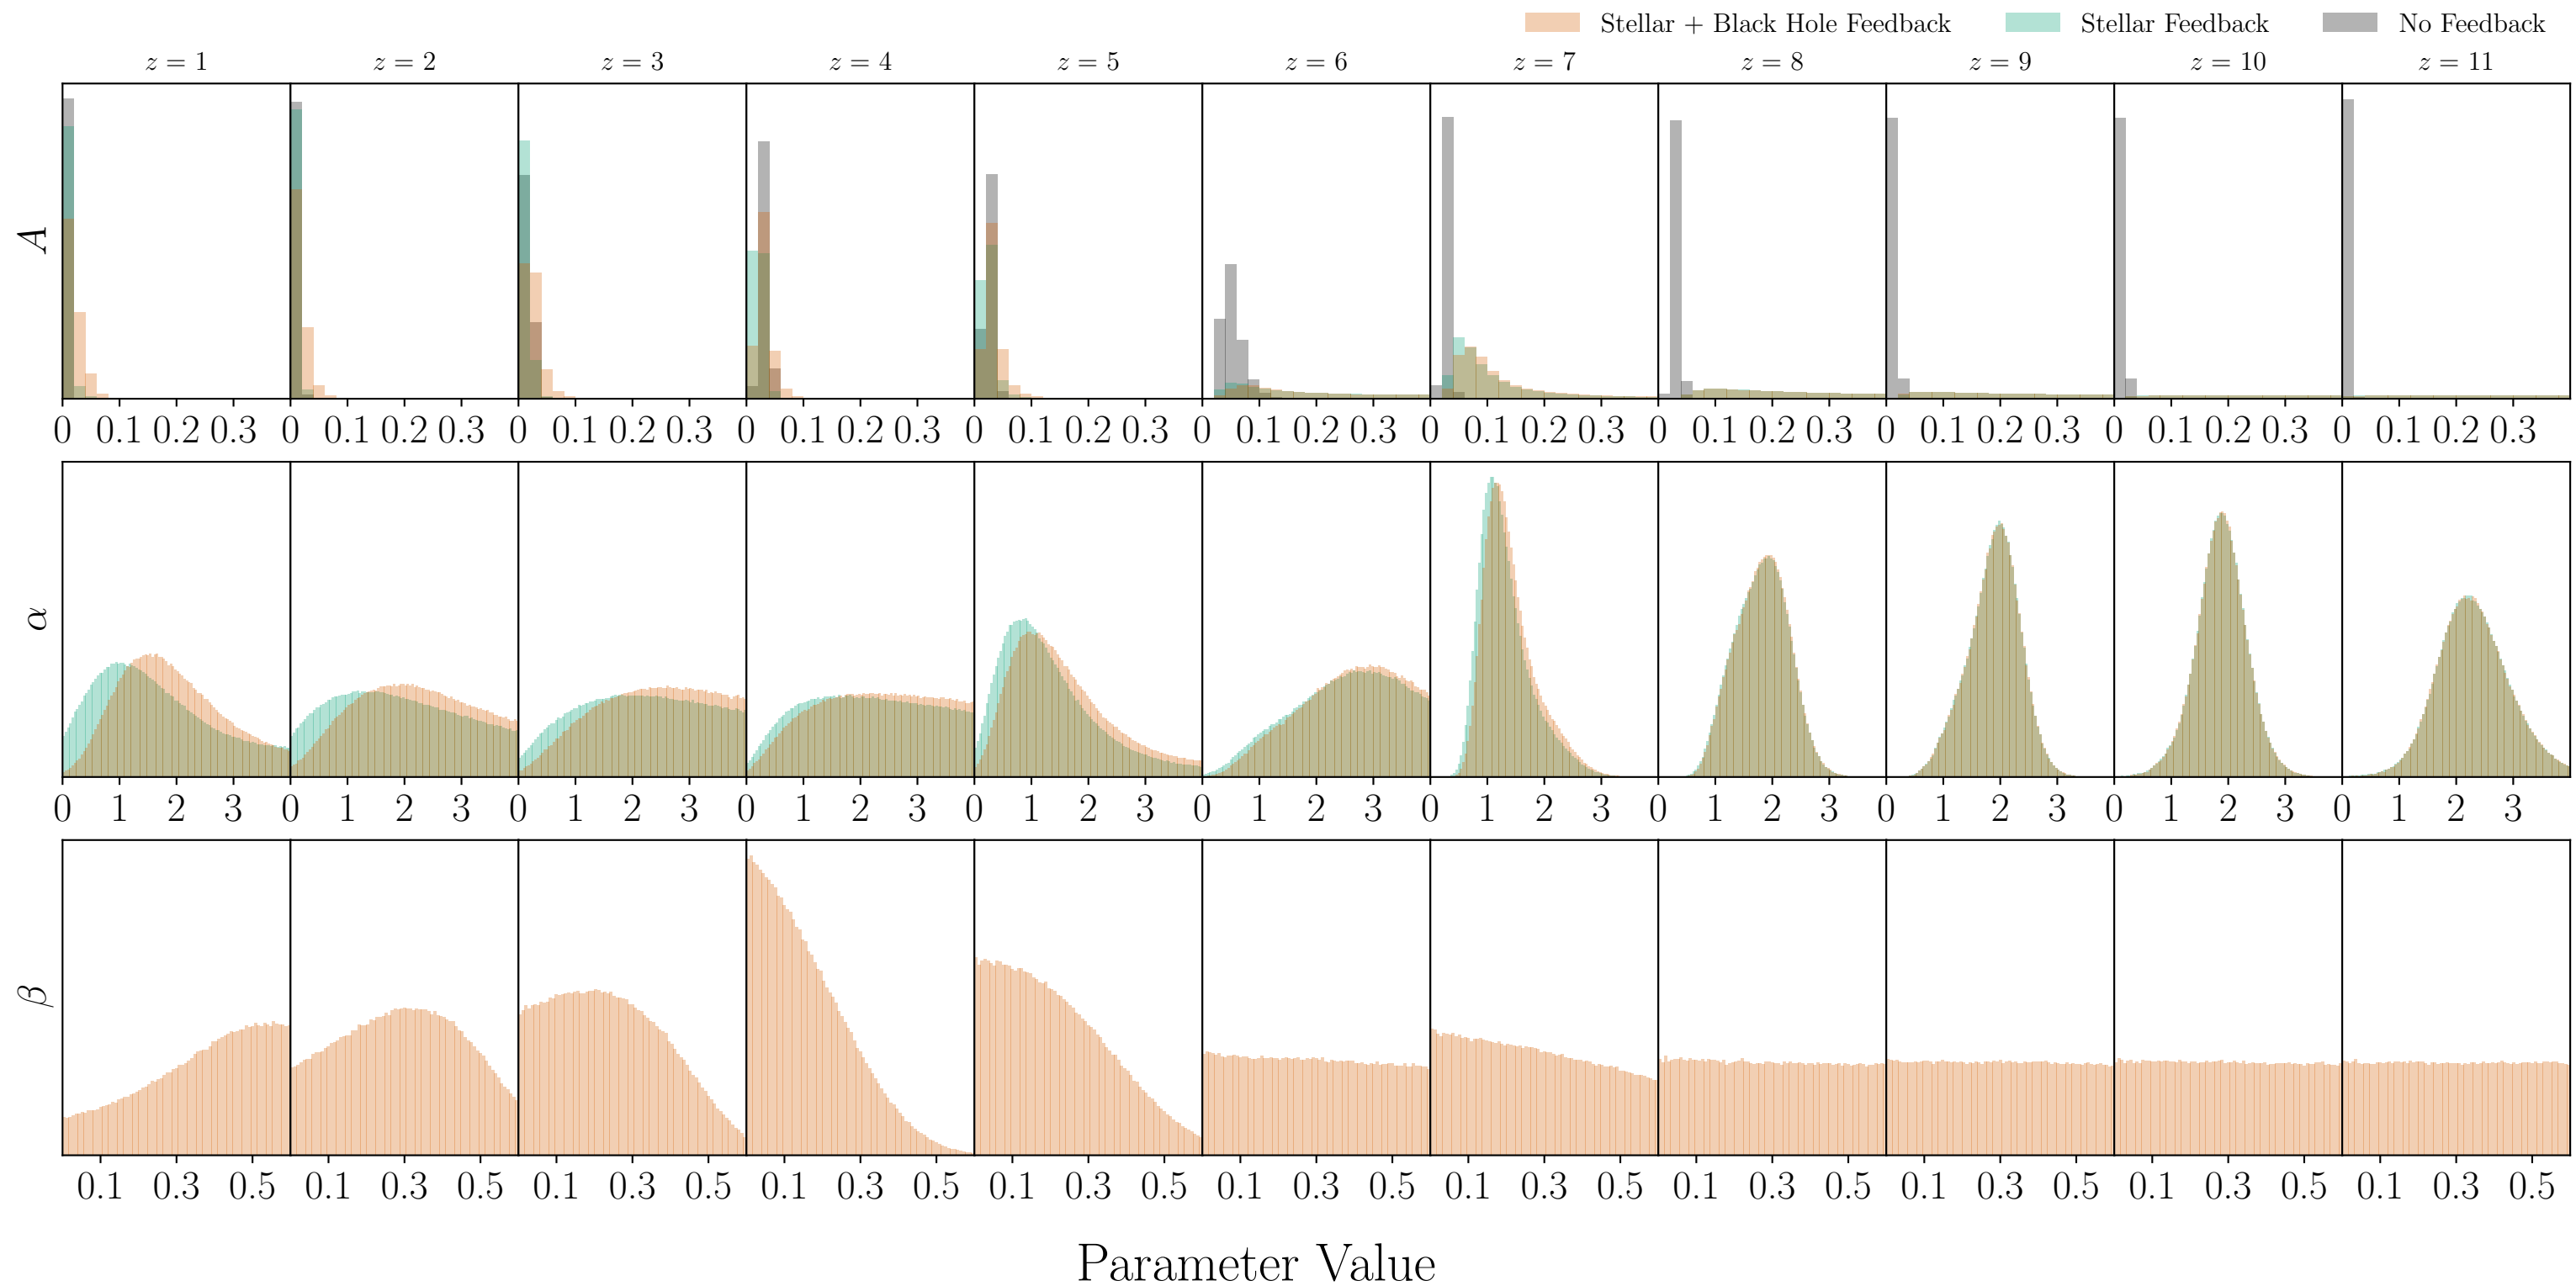 Stellar + Black Hole Feedback Stellar Feedback No Feedback
z = 1 z = 2 z = 3 z = 4 z = 5 z = 6 z = 7 z = 8 z = 9 z = 10 z = 11
A
0 0.1 0.2 0.3 0 0.1 0.2 0.3 0 0.1 0.2 0.3 0 0.1 0.2 0.3 0 0.1 0.2 0.3 0 0.1 0.2 0.3 0 0.1 0.2 0.3 0 0.1 0.2 0.3 0 0.1 0.2 0.3 0 0.1 0.2 0.3 0 0.1 0.2 0.3
α
0 1 2 3 0 1 2 3 0 1 2 3 0 1 2 3 0 1 2 3 0 1 2 3 0 1 2 3 0 1 2 3 0 1 2 3 0 1 2 3 0 1 2 3
β
0.1 0.3 0.5 0.1 0.3 0.5 0.1 0.3 0.5 0.1 0.3 0.5 0.1 0.3 0.5 0.1 0.3 0.5 0.1 0.3 0.5 0.1 0.3 0.5 0.1 0.3 0.5 0.1 0.3 0.5 0.1 0.3 0.5
Parameter Value